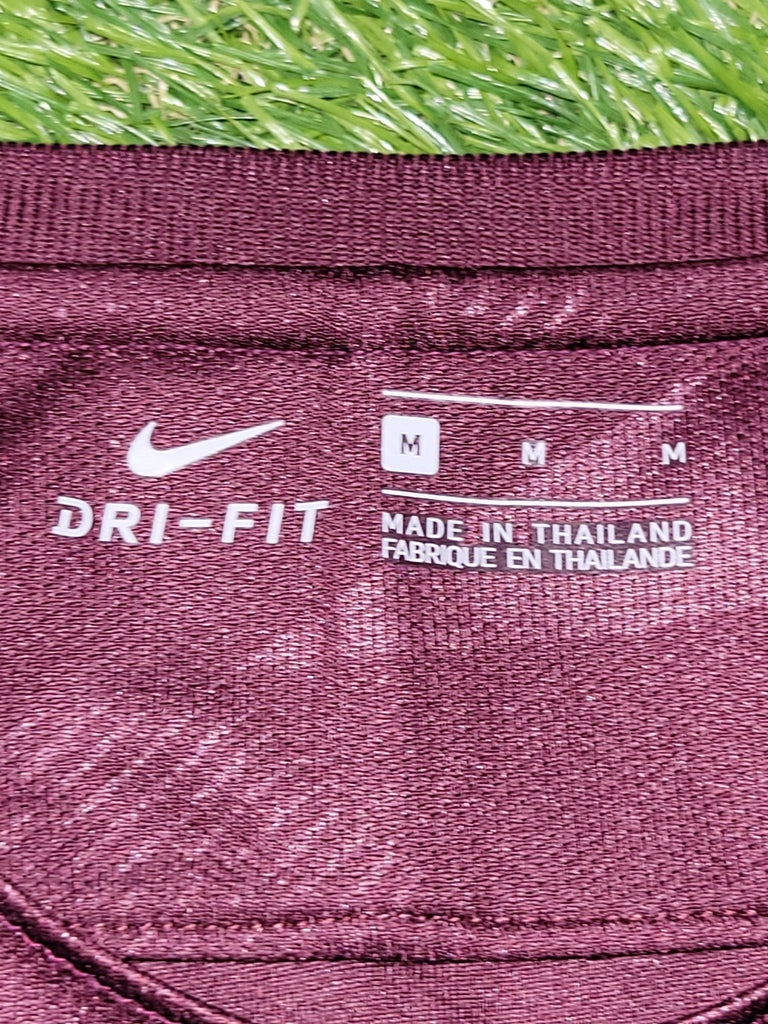 DRI-FIT
M M M
MADE IN THAILAND
FABRIQUE EN THAILANDE